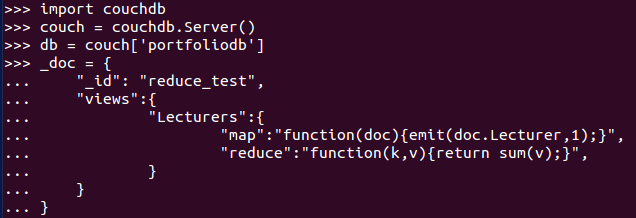 >>> import couchdb
>>> couch = couchdb.Server()
>>> db = couch['portfoliodb']
>>> _doc = {
...     "_id": "reduce_test",
...     "views":{
...             "Lecturers":{
...                     "map":"function(doc){emit(doc.Lecturer,1);}",
...                     "reduce":"function(k,v){return sum(v);}",
...             }
...     }
... }